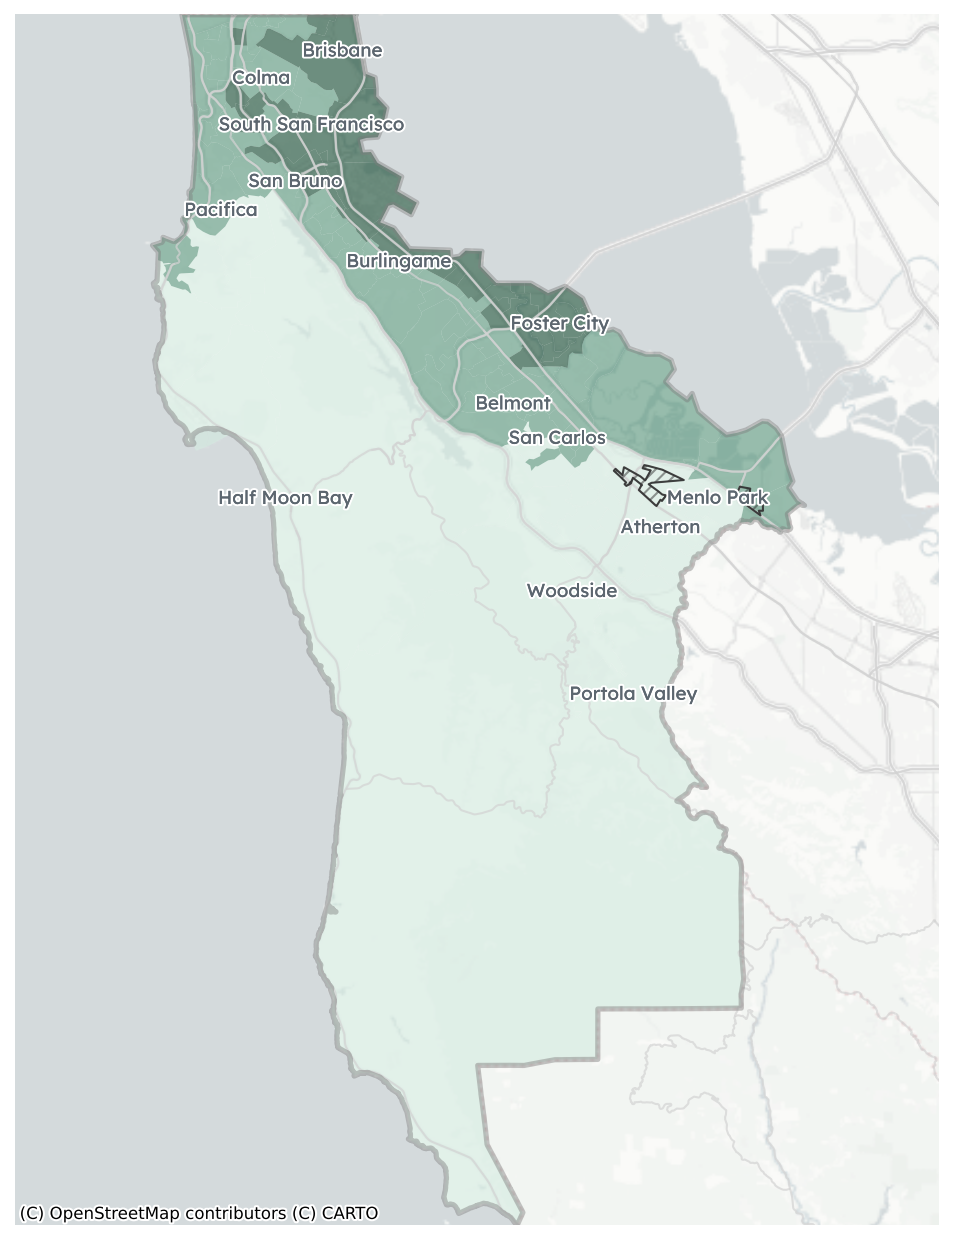 Brisbane
Colma
South San Francisco
San Bruno
Pacifica
Burlingame
Foster City
Belmont
San Carlos
Half Moon Bay
Menlo Park
Atherton
Woodside
Portola Valley
(C) OpenStreetMap contributors (C) CARTO